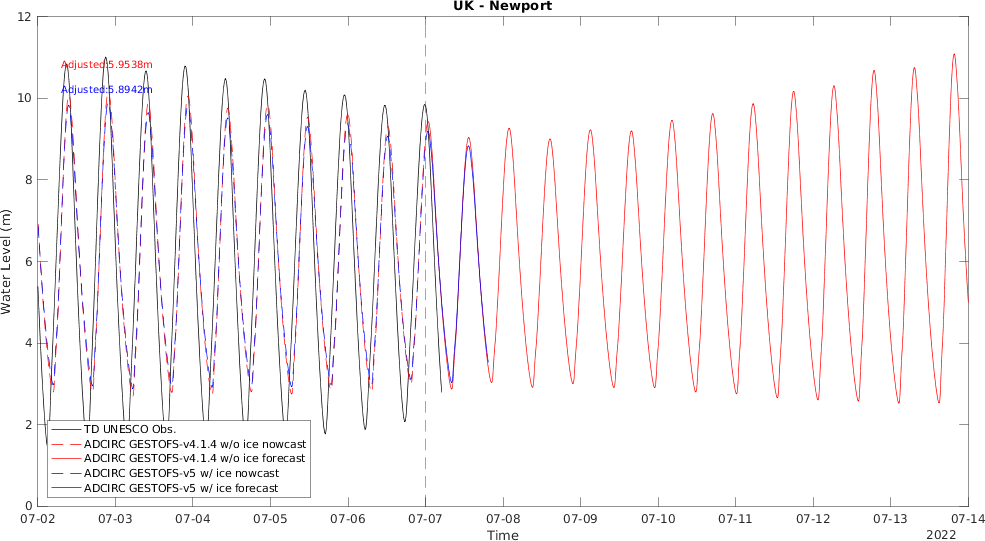 UK - Newport
12
10
8
6
4
2
0
Water Level (m)
Adjusted:5.9538m
Adjusted:5.8942m
TD UNESCO Obs.
ADCIRC GESTOFS-v4.1.4 w/o ice nowcast
ADCIRC GESTOFS-v4.1.4 w/o ice forecast
ADCIRC GESTOFS-v5 w/ ice nowcast
ADCIRC GESTOFS-v5 w/ ice forecast
07-02 07-03 07-04 07-05 07-06 07-07 07-08 07-09 07-10 07-11 07-12 07-13 07-14
Time
2022